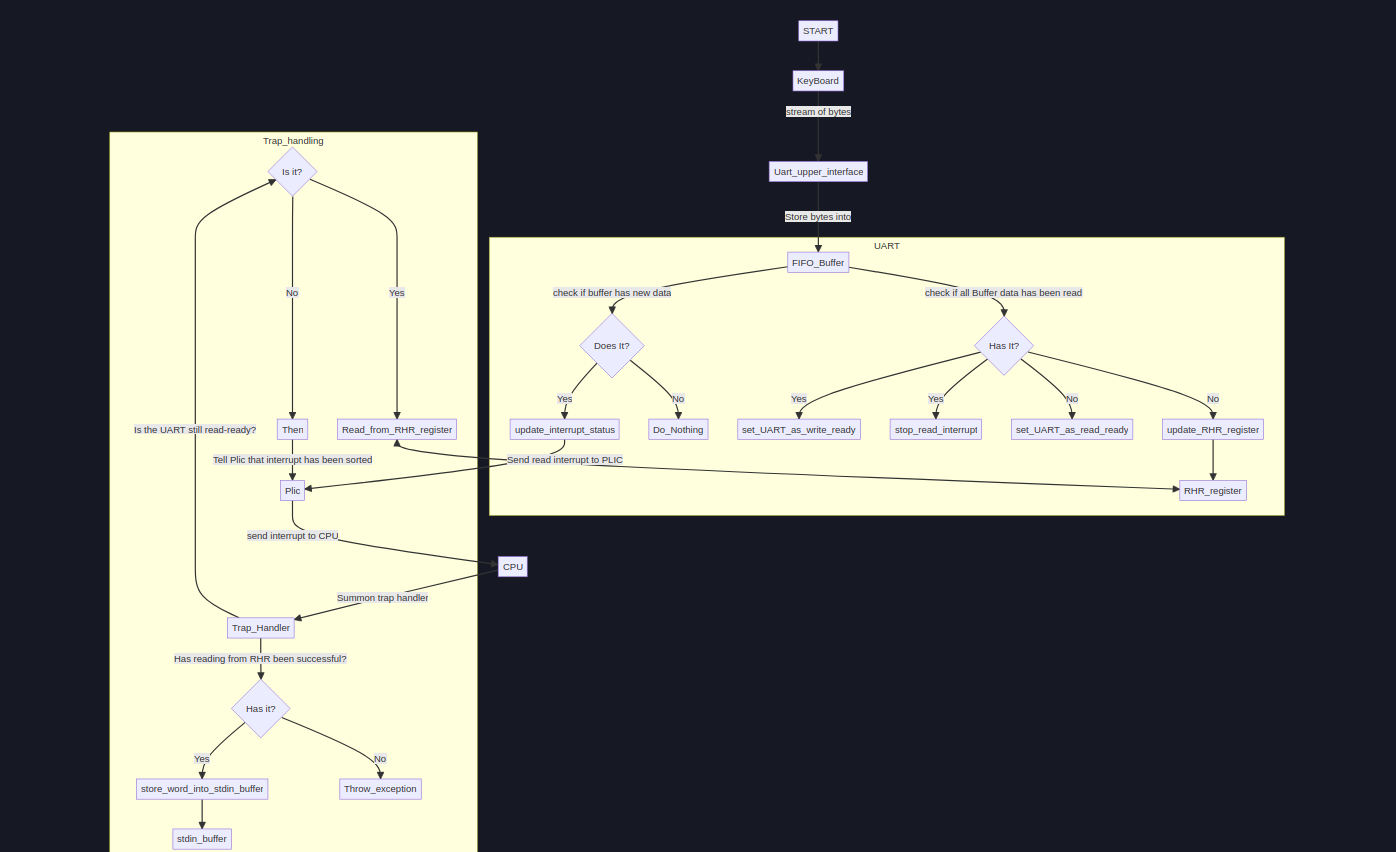 START
KeyBoard
stream of bytes
Uart_upper_interface
Store bytes into
UART
FIFO_Buffer
check if buffer has new data
check if all Buffer data has been read
Does It?
Has It?
Yes
No
Yes
Yes
No
No
update_interrupt_status
Do_Nothing
set_UART_as_write_ready
stop_read_interrupt
set_UART_as_read_ready
update_RHR_register
Send read interrupt to PLIC
RHR_register
Trap_handling
Is it?
No
Yes
Is the UART still read-ready?
Then
Read_from_RHR_register
Tell Plic that interrupt has been sorted
Plic
send interrupt to CPU
CPU
Summon trap handler
Trap_Handler
Has reading from RHR been successful?
Has it?
Yes
No
store_word_into_stdin_buffer
Throw_exception
stdin_buffer